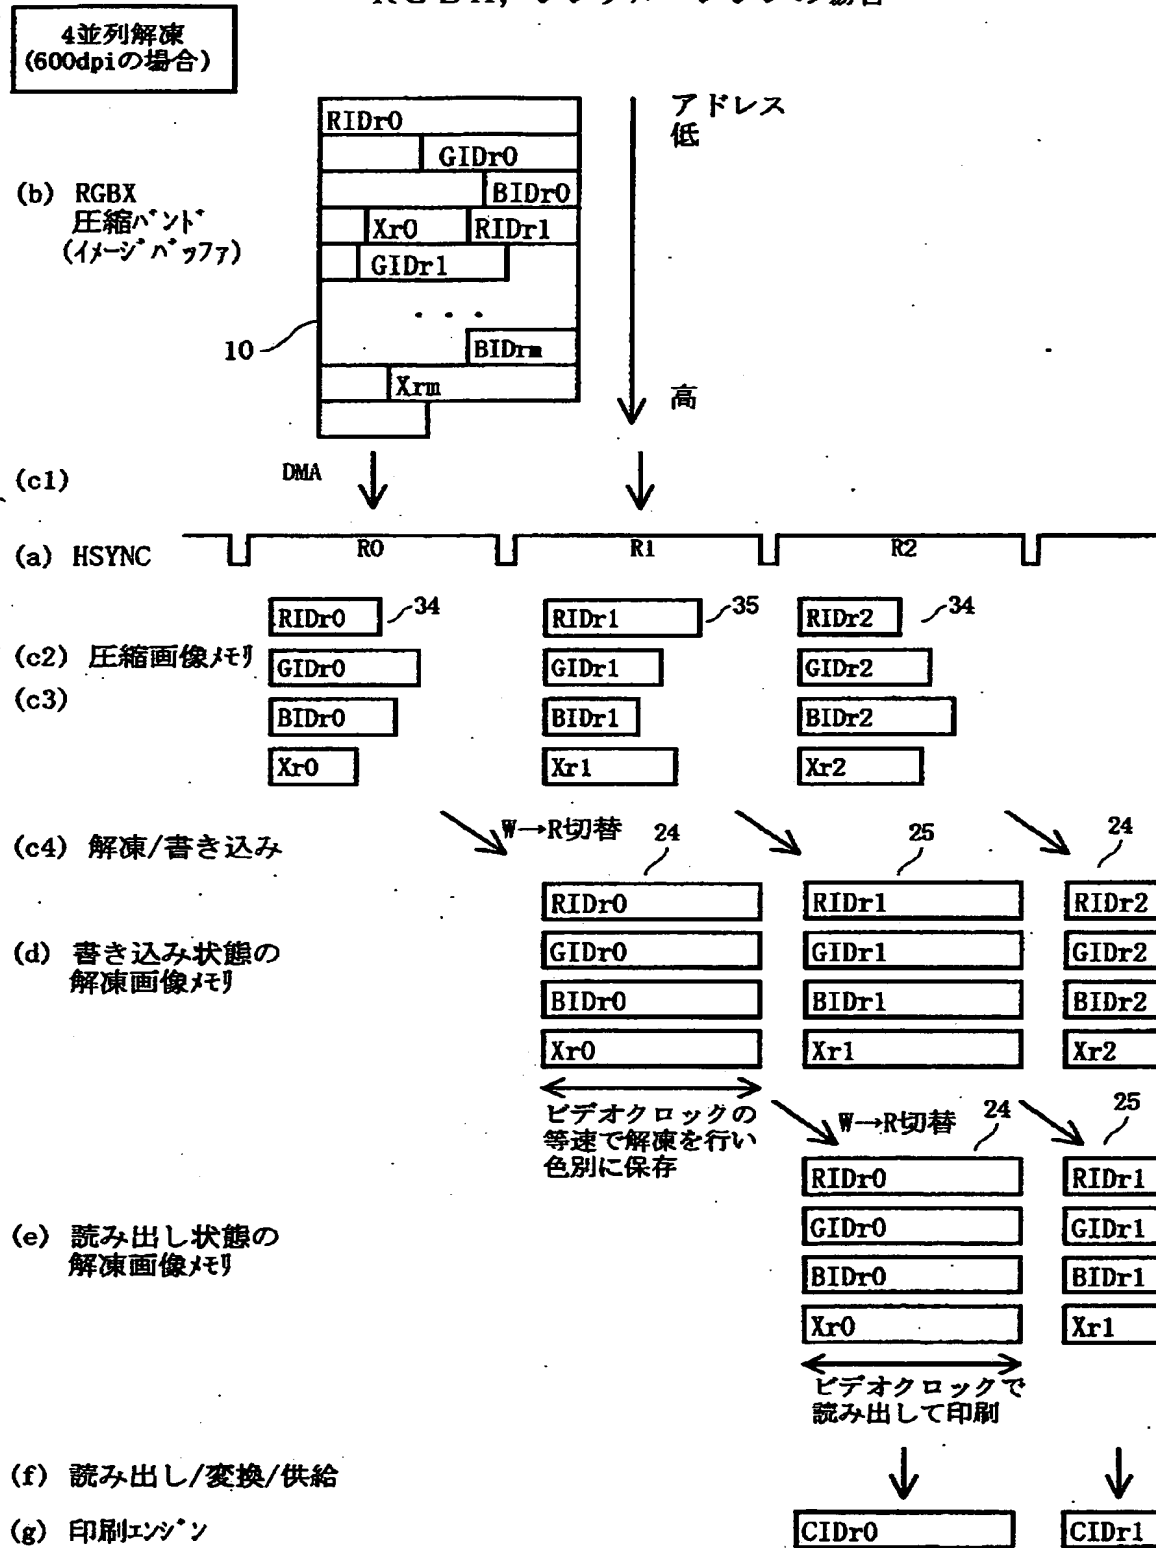 4並列解凍
(600dpiの場合)
アドレス
低
RIDr0
GIDr0
(b) RGBX
圧縮バンド
(イメージバッファ)
BIDr0
Xr0 RIDr1
GIDr1
・・・
10
BIDrm
Xrm
高
(c1)
DMA
(a) HSYNC
R0 R1 R2
RIDr0 34 RIDr1 35 RIDr2 34
(c2) 圧縮画像メモリ
GIDr0 GIDr1 GIDr2
(c3)
BIDr0 BIDr1 BIDr2
Xr0 Xr1 Xr2
(c4) 解凍/書き込み
W→R切替 24 25 24
RIDr0 RIDr1 RIDr2
(d) 書き込み状態の
解凍画像メモリ
GIDr0 GIDr1 GIDr2
BIDr0 BIDr1 BIDr2
Xr0 Xr1 Xr2
ビデオクロックの
等速で解凍を行い
色別に保存
W→R切替 24 25
RIDr0 RIDr1
(e) 読み出し状態の
解凍画像メモリ
GIDr0 GIDr1
BIDr0 BIDr1
Xr0 Xr1
ビデオクロックで
読み出して印刷
(f) 読み出し/変換/供給
(g) 印刷エンジン
CIDr0 CIDr1